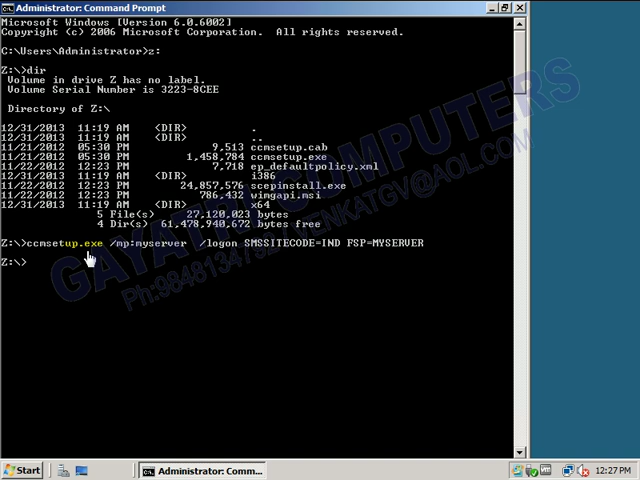 Administrator: Command Prompt
Microsoft Windows [Version 6.0.6002]
Copyright (c) 2006 Microsoft Corporation.  All rights reserved.
C:\Users\Administrator>z:
Z:\>dir
Volume in drive Z has no label.
Volume Serial Number is 3223-8CEE
Directory of Z:\
12/31/2013  11:19 AM    <DIR>          .
12/31/2013  11:19 AM    <DIR>          ..
11/21/2012  05:30 PM             9,513 ccmsetup.cab
11/21/2012  05:30 PM         1,458,784 ccmsetup.exe
11/22/2012  12:23 PM             7,718 ep_defaultpolicy.xml
12/31/2013  11:19 AM    <DIR>          i386
11/22/2012  12:23 PM        24,857,576 scepinstall.exe
11/22/2012  12:23 PM           786,432 wimgapi.msi
12/31/2013  11:19 AM    <DIR>          x64
5 File(s)     27,120,023 bytes
4 Dir(s)  61,478,940,672 bytes free
Z:\>ccmsetup.exe /mp:myserver  /logon SMSSITECODE=IND FSP=MYSERVER
Z:\>
GAYATRI COMPUTERS
Start
Administrator: Comm...
12:27 PM